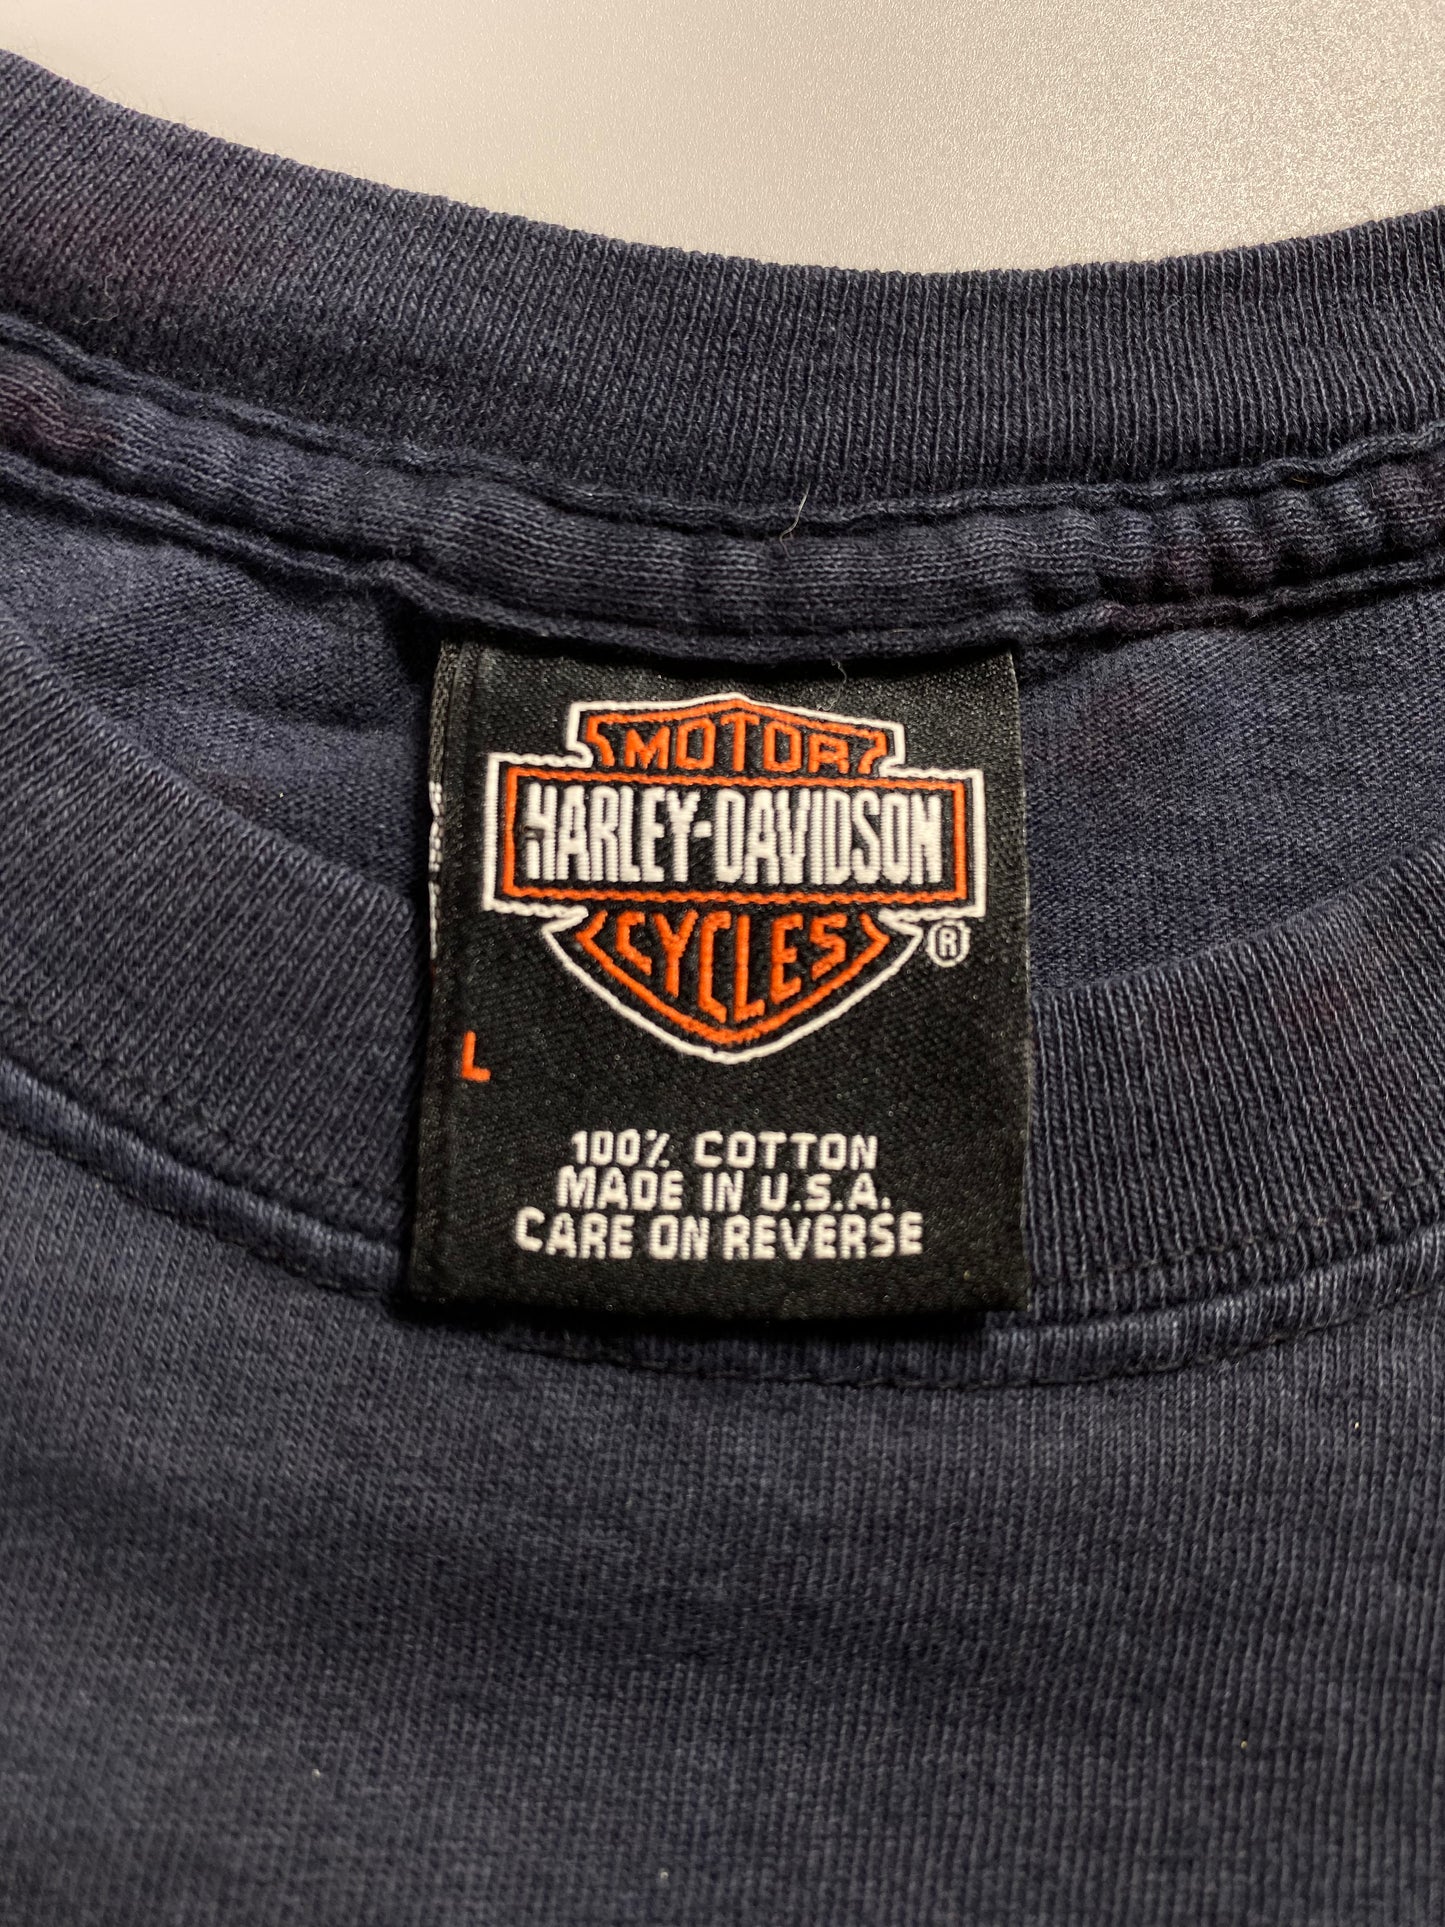 MOTOR
HARLEY-DAVIDSON
CYCLES
®
L
100% COTTON
MADE IN U.S.A.
CARE ON REVERSE